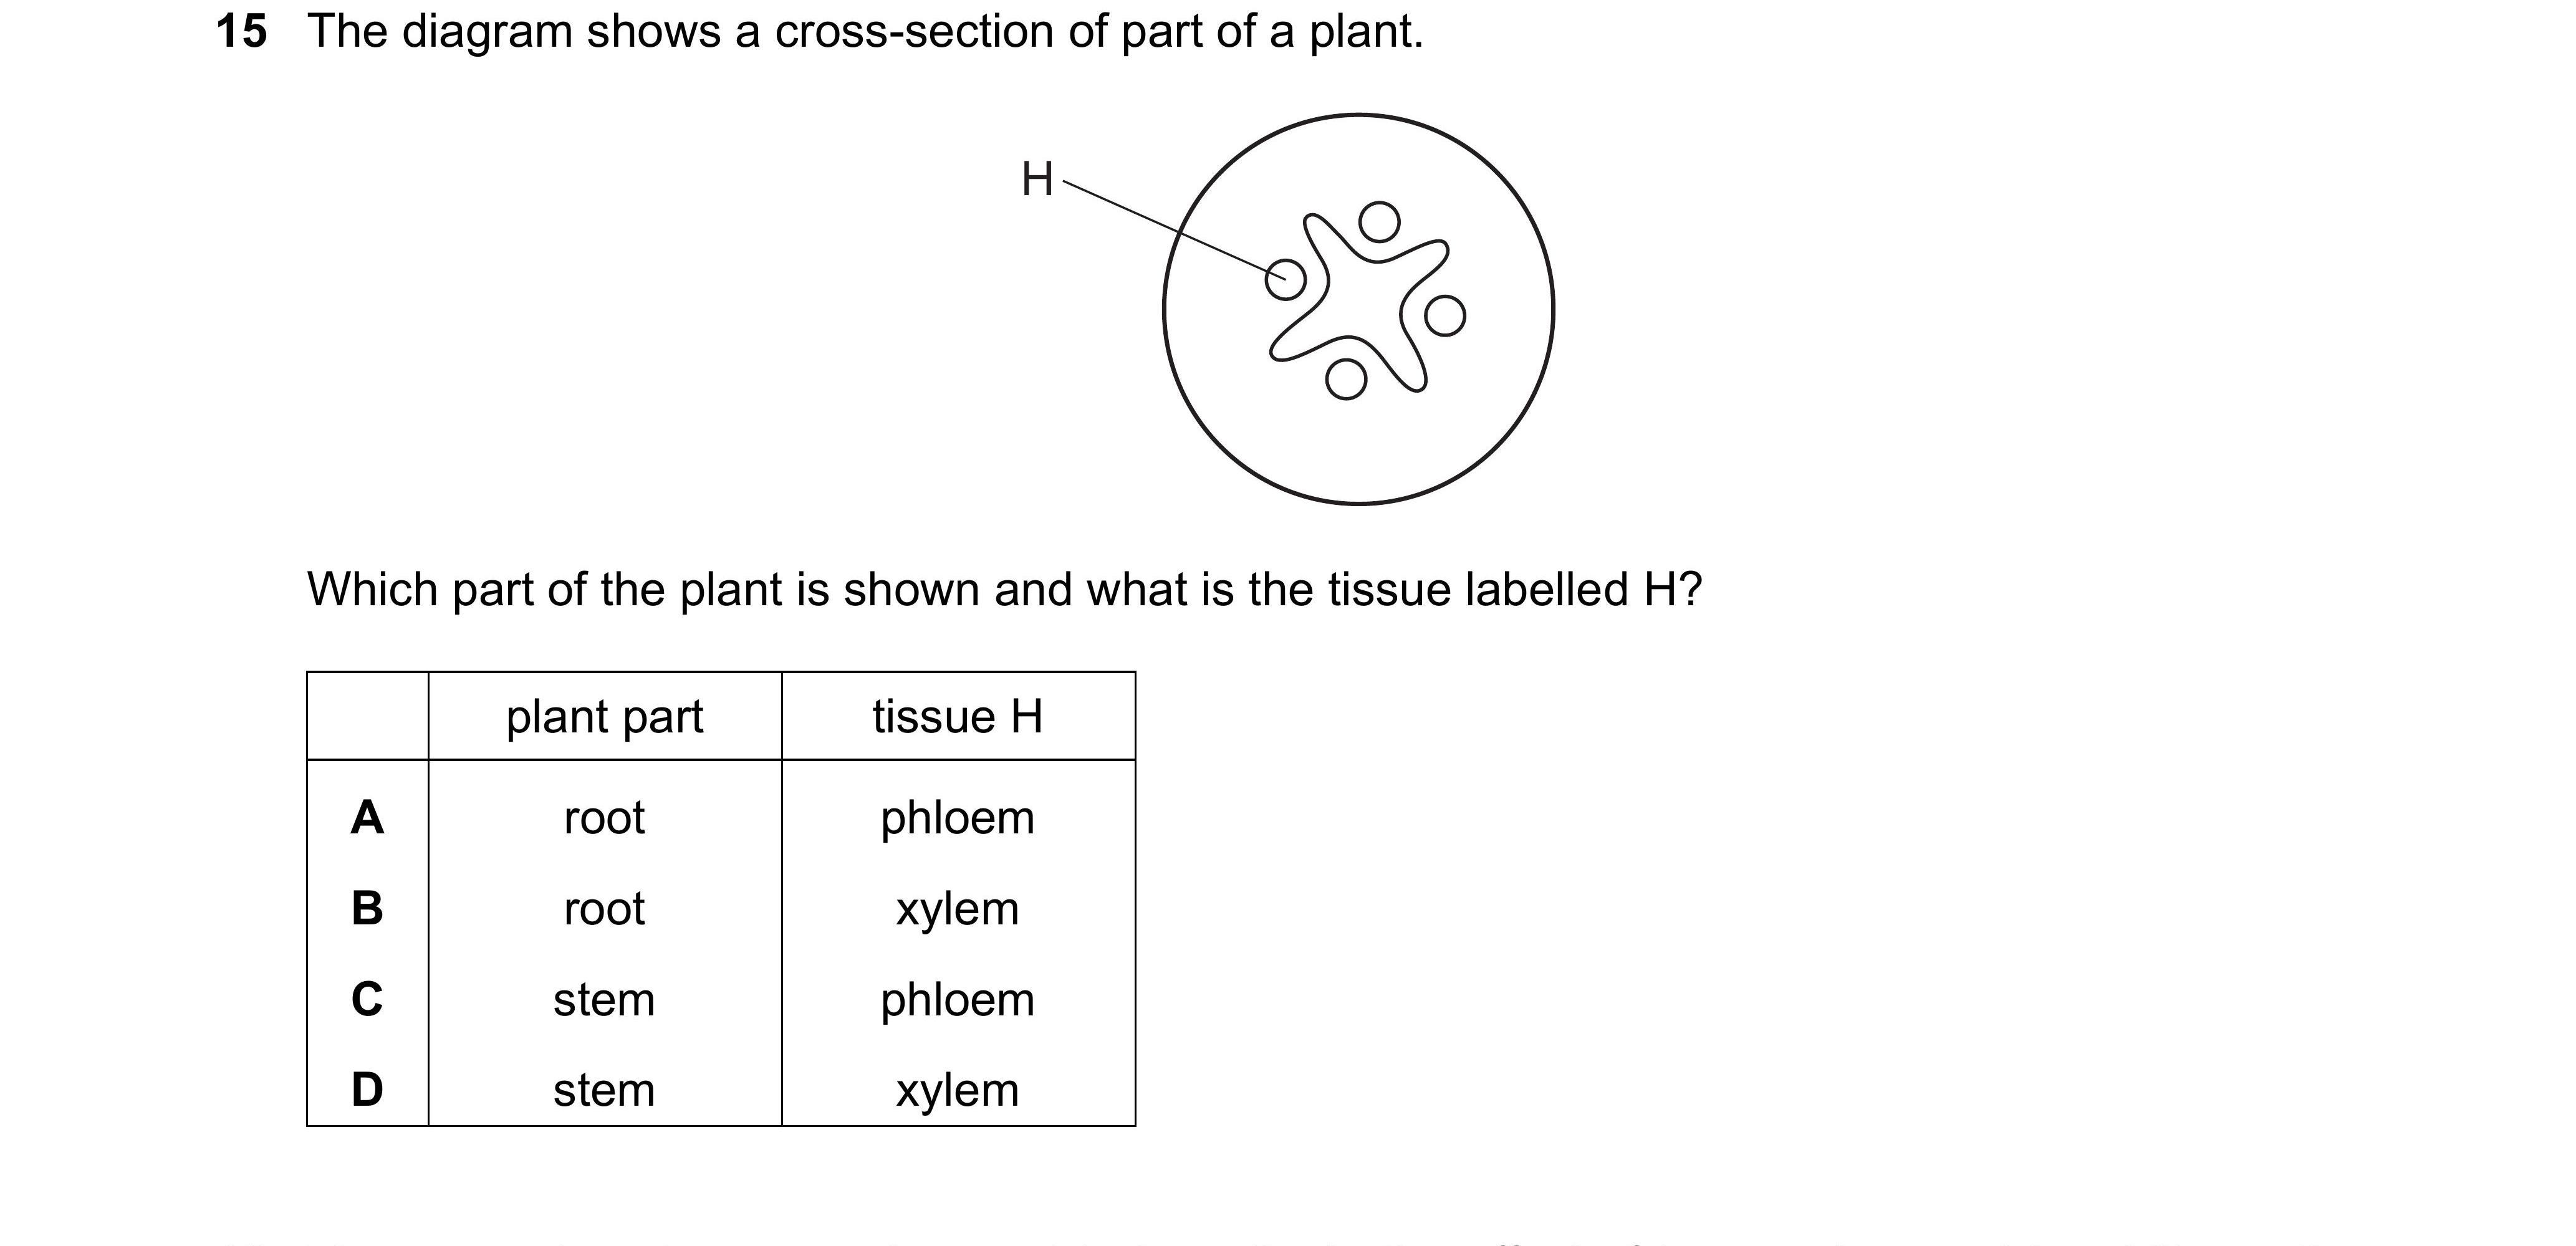 15 The diagram shows a cross-section of part of a plant.
H
Which part of the plant is shown and what is the tissue labelled H?
plant part tissue H
A root phloem
B root xylem
C stem phloem
D stem xylem